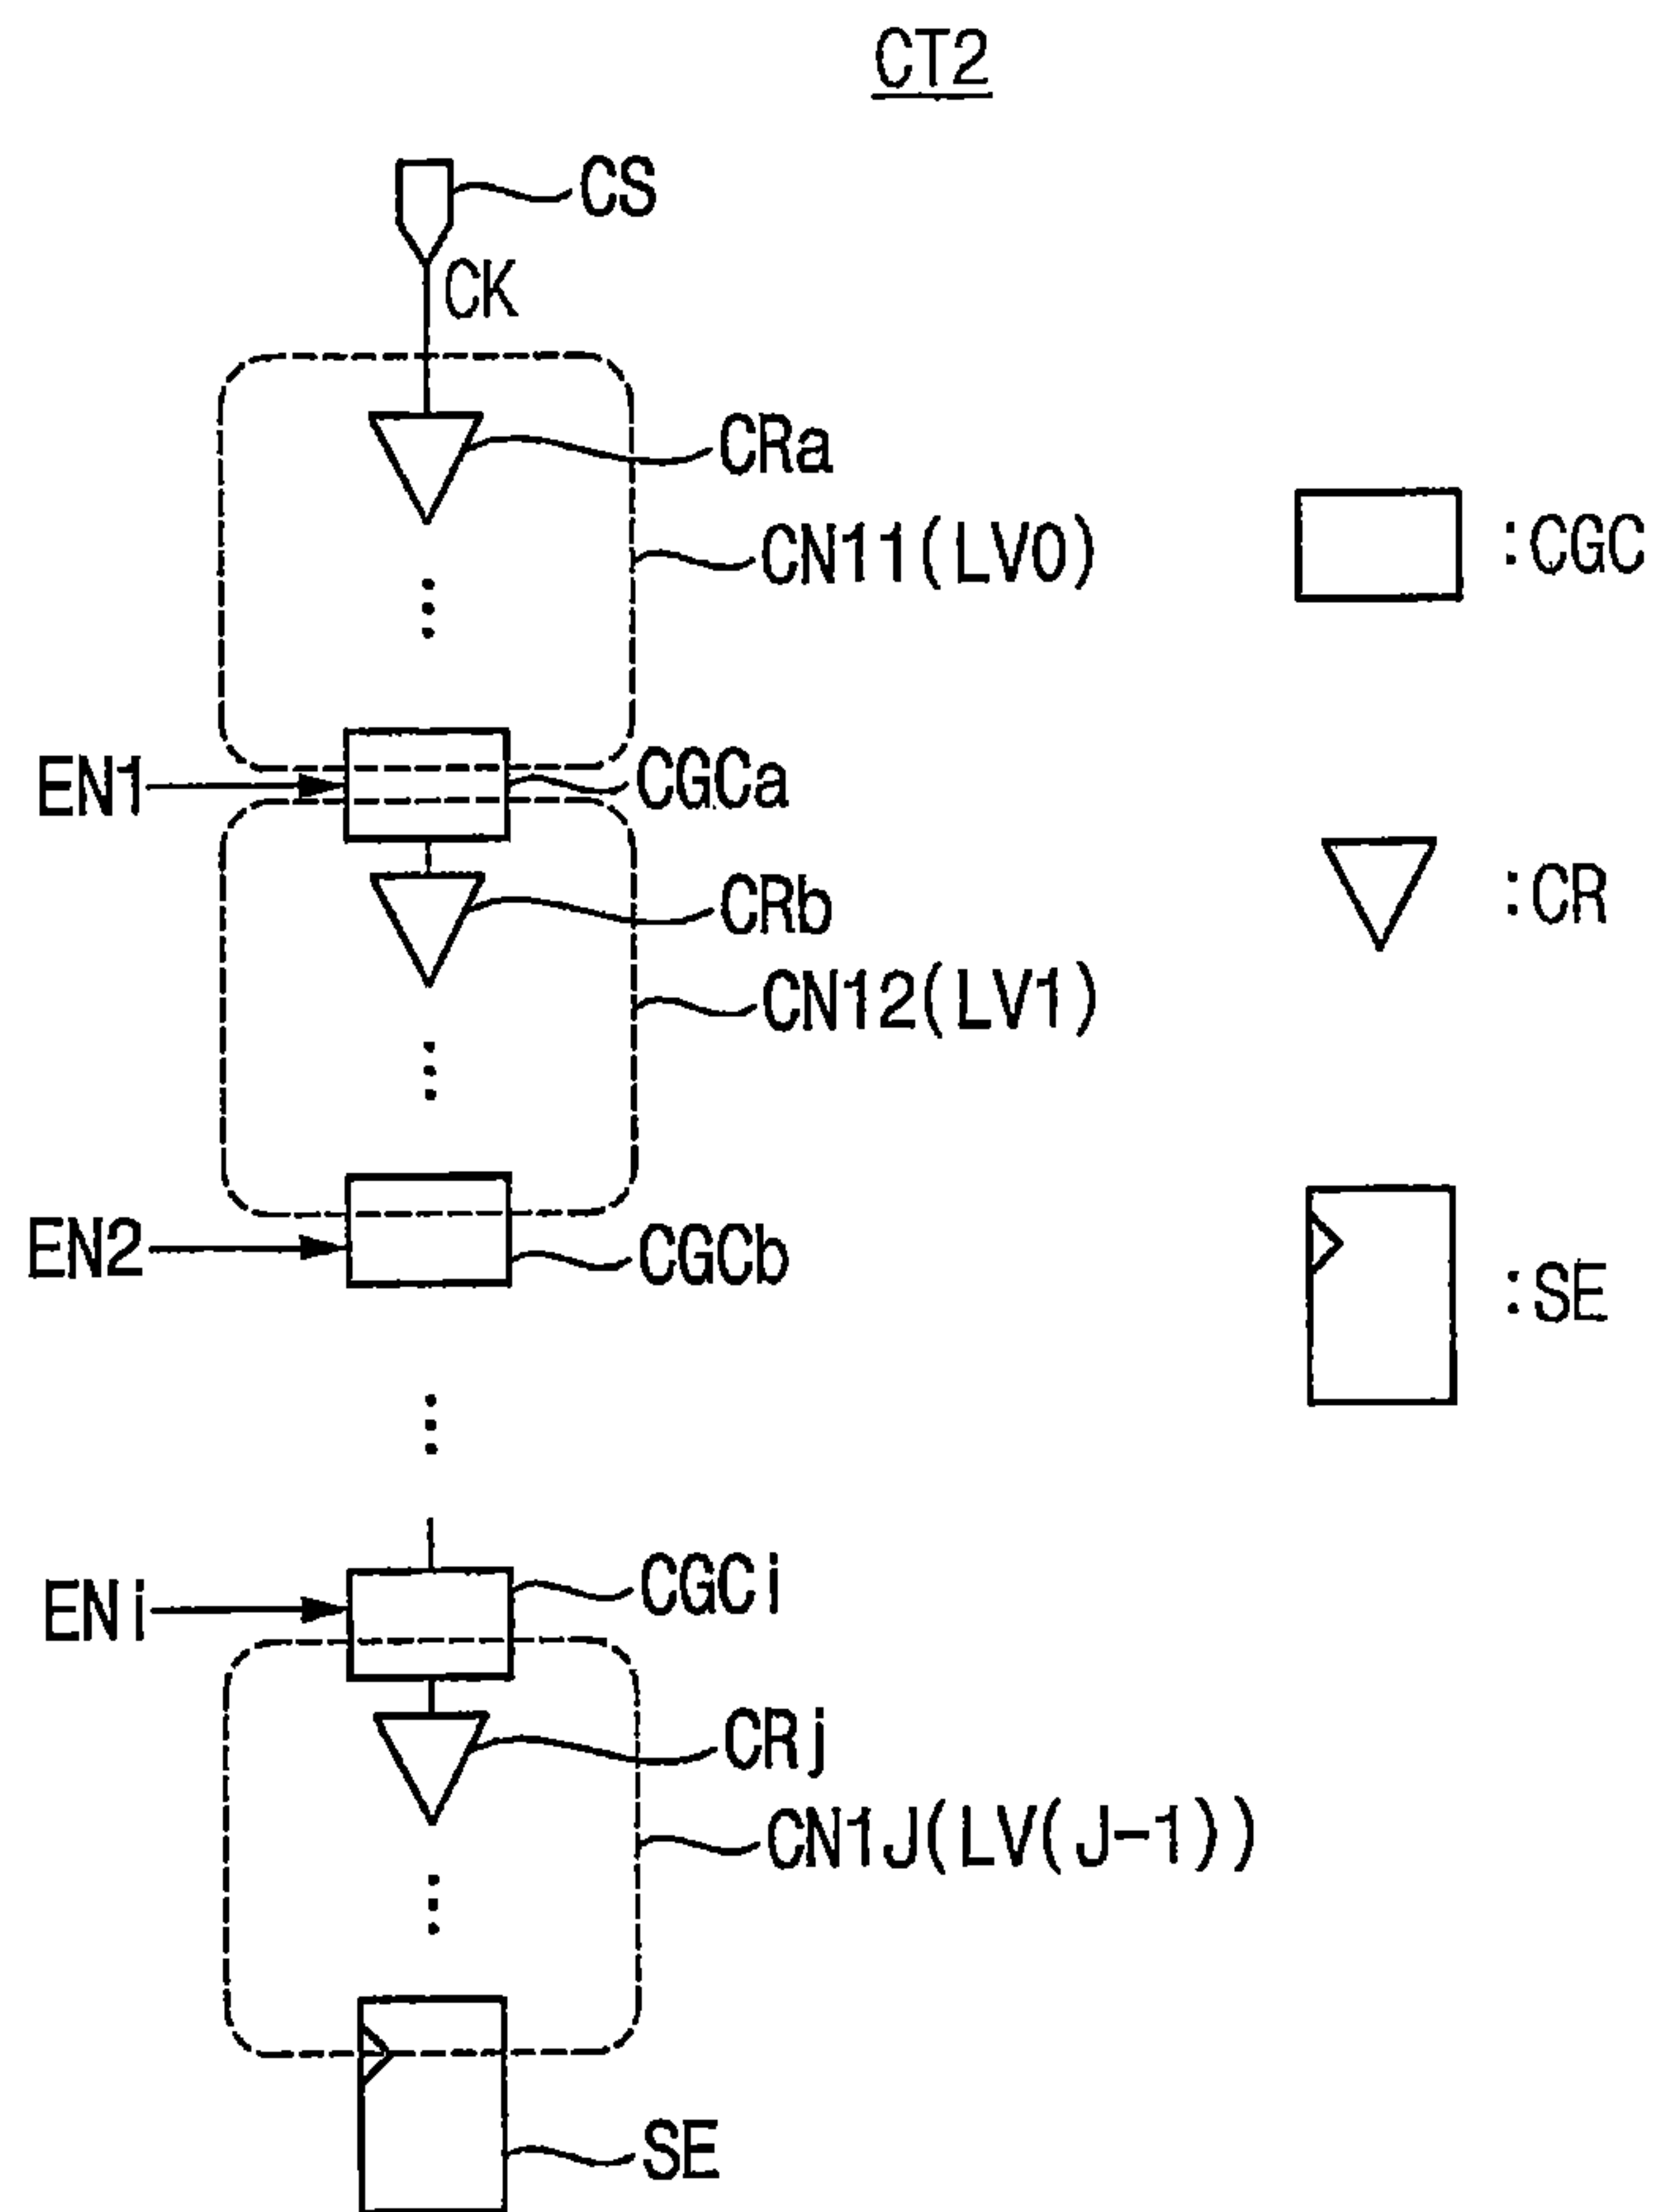 CT2
CS
CK
CRa
CN11(LV0)
:CGC
EN1
CGCa
:CR
CRb
CN12(LV1)
EN2
CGCb
:SE
ENi
CGCi
CRj
CN1J(LV(J-1))
SE